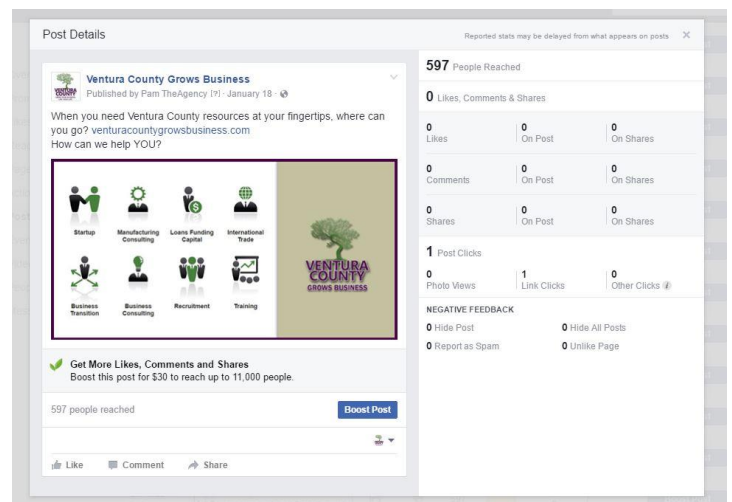 Post Details
Reported stats may be delayed from what appears on posts
Ventura County Grows Business
Published by Pam TheAgency [?] · January 18 ·
When you need Ventura County resources at your fingertips, where can
you go? venturacountygrowsbusiness.com
How can we help YOU?
Startup
Manufacturing
Consulting
Loans Funding
Capital
International
Trade
Business
Transition
Business
Consulting
Recruitment
Training
VENTURA
COUNTY
GROWS BUSINESS
Get More Likes, Comments and Shares
Boost this post for $30 to reach up to 11,000 people.
597 people reached
Boost Post
Like Comment Share
597 People Reached
0 Likes, Comments & Shares
0 0 0
Likes On Post On Shares
0 0 0
Comments On Post On Shares
0 0 0
Shares On Post On Shares
1 Post Clicks
0 1 0
Photo Views Link Clicks Other Clicks
NEGATIVE FEEDBACK
0 Hide Post 0 Hide All Posts
0 Report as Spam 0 Unlike Page